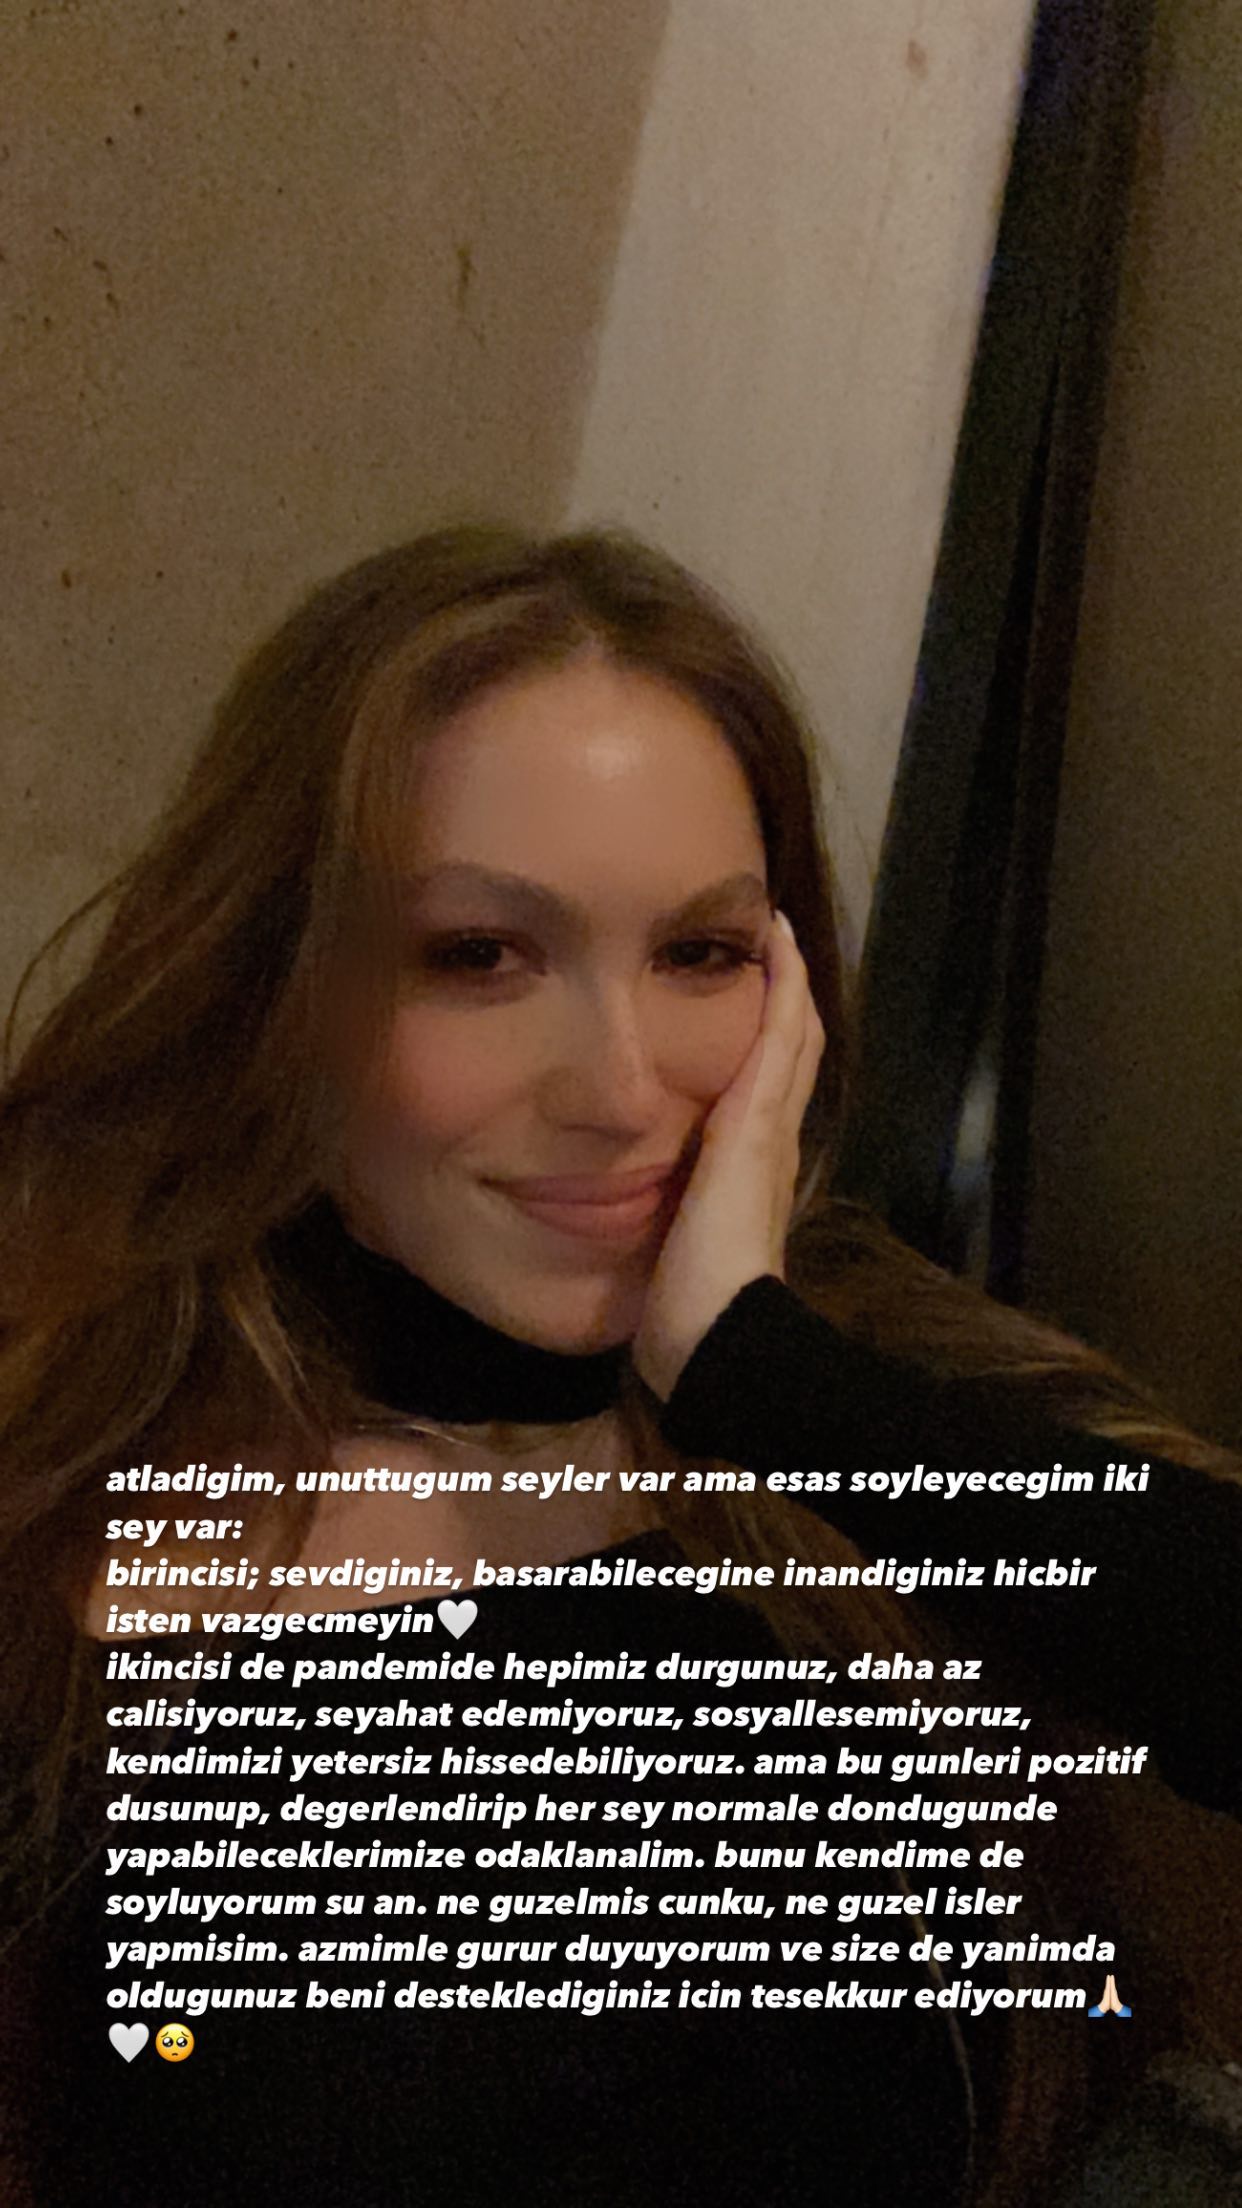 atladigim, unuttugum seyler var ama esas soyleyecegim iki
sey var:
birincisi; sevdiginiz, basarabilecegine inandiginiz hicbir
isten vazgecmeyin🤍
ikincisi de pandemide hepimiz durgunuz, daha az
calisiyoruz, seyahat edemiyoruz, sosyallesemiyoruz,
kendimizi yetersiz hissedebiliyoruz. ama bu gunleri pozitif
dusunup, degerlendirip her sey normale dondugunde
yapabileceklerimize odaklanalim. bunu kendime de
soyluyorum su an. ne guzelmis cunku, ne guzel isler
yapmisim. azmimle gurur duyuyorum ve size de yanimda
oldugunuz beni desteklediginiz icin tesekkur ediyorum🙏🏻
🤍🥺